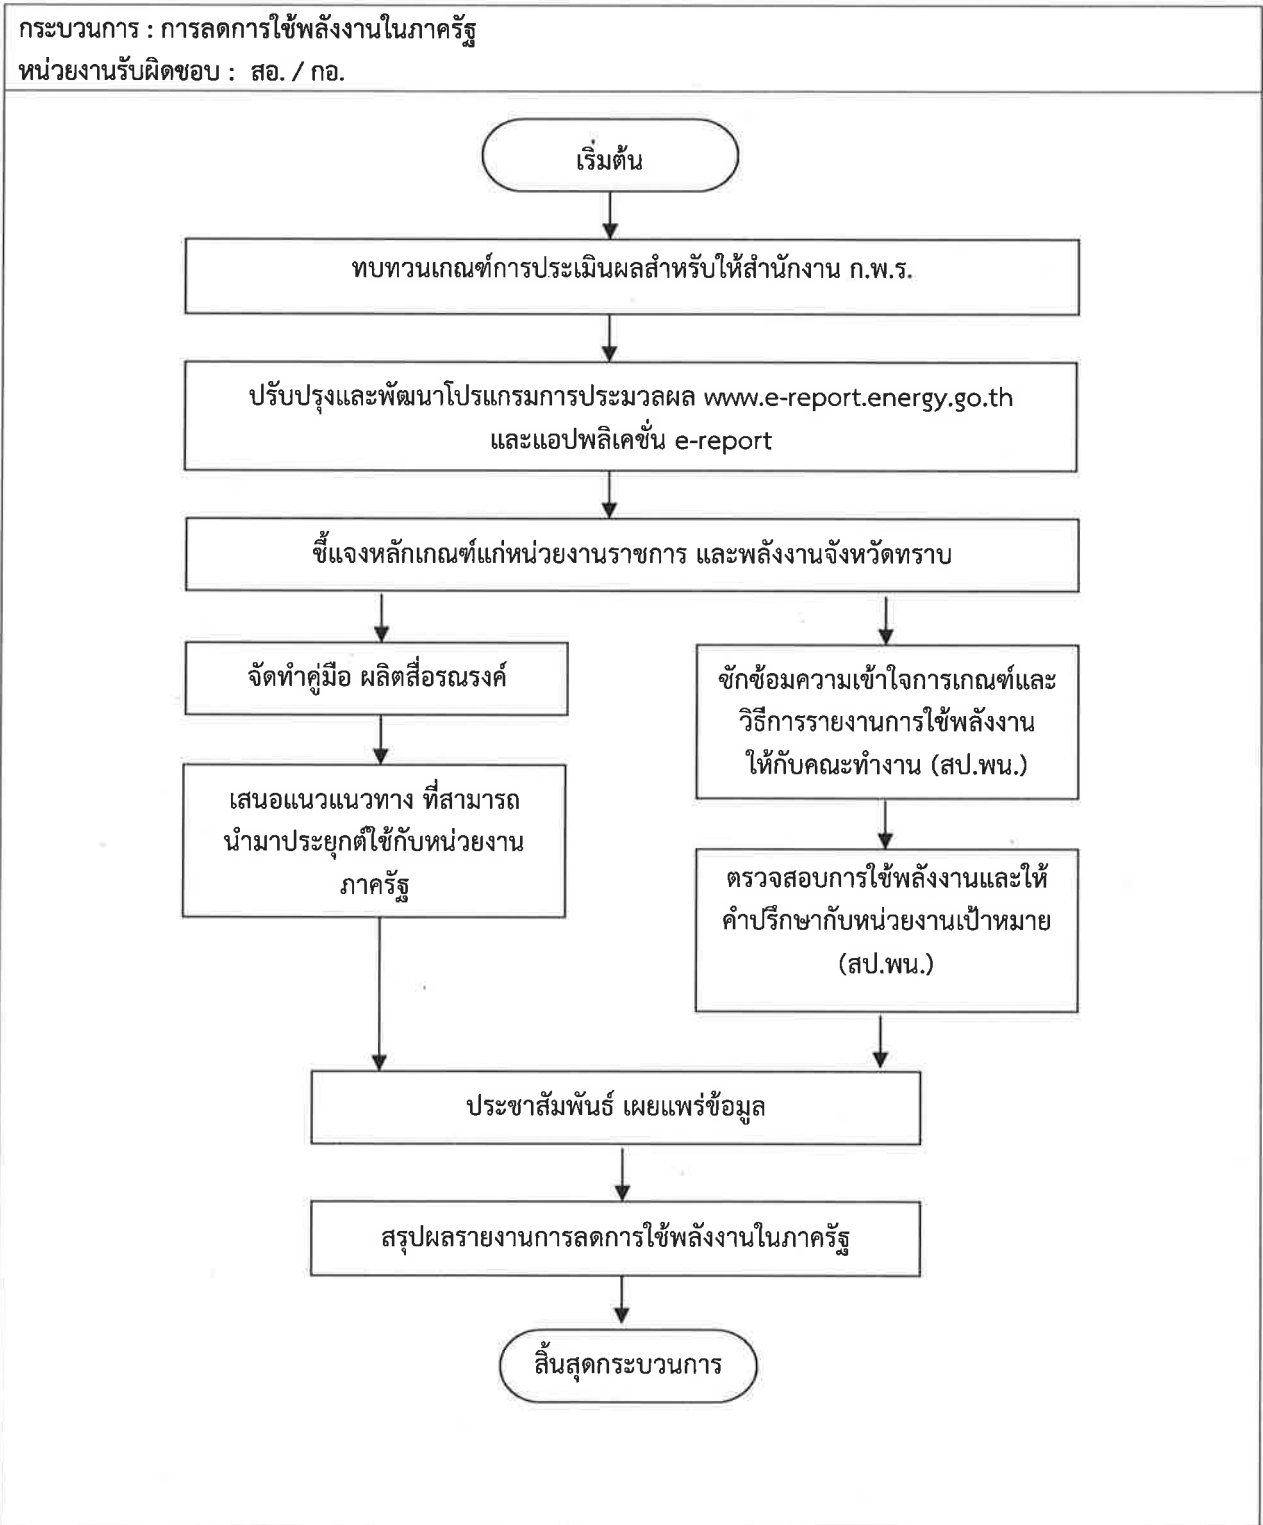 กระบวนการ : การลดการใช้พลังงานในภาครัฐ
หน่วยงานรับผิดชอบ : สอ. / กอ.
เริ่มต้น
ทบทวนเกณฑ์การประเมินผลสำหรับให้สำนักงาน ก.พ.ร.
ปรับปรุงและพัฒนาโปรแกรมการประมวลผล www.e-report.energy.go.th
และแอปพลิเคชั่น e-report
ชี้แจงหลักเกณฑ์แก่หน่วยงานราชการ และพลังงานจังหวัดทราบ
จัดทำคู่มือ ผลิตสื่อรณรงค์
เสนอแนวแนวทาง ที่สามารถ
นำมาประยุกต์ใช้กับหน่วยงาน
ภาครัฐ
ซักซ้อมความเข้าใจการเกณฑ์และ
วิธีการรายงานการใช้พลังงาน
ให้กับคณะทำงาน (สป.พน.)
ตรวจสอบการใช้พลังงานและให้
คำปรึกษากับหน่วยงานเป้าหมาย
(สป.พน.)
ประชาสัมพันธ์ เผยแพร่ข้อมูล
สรุปผลรายงานการลดการใช้พลังงานในภาครัฐ
สิ้นสุดกระบวนการ